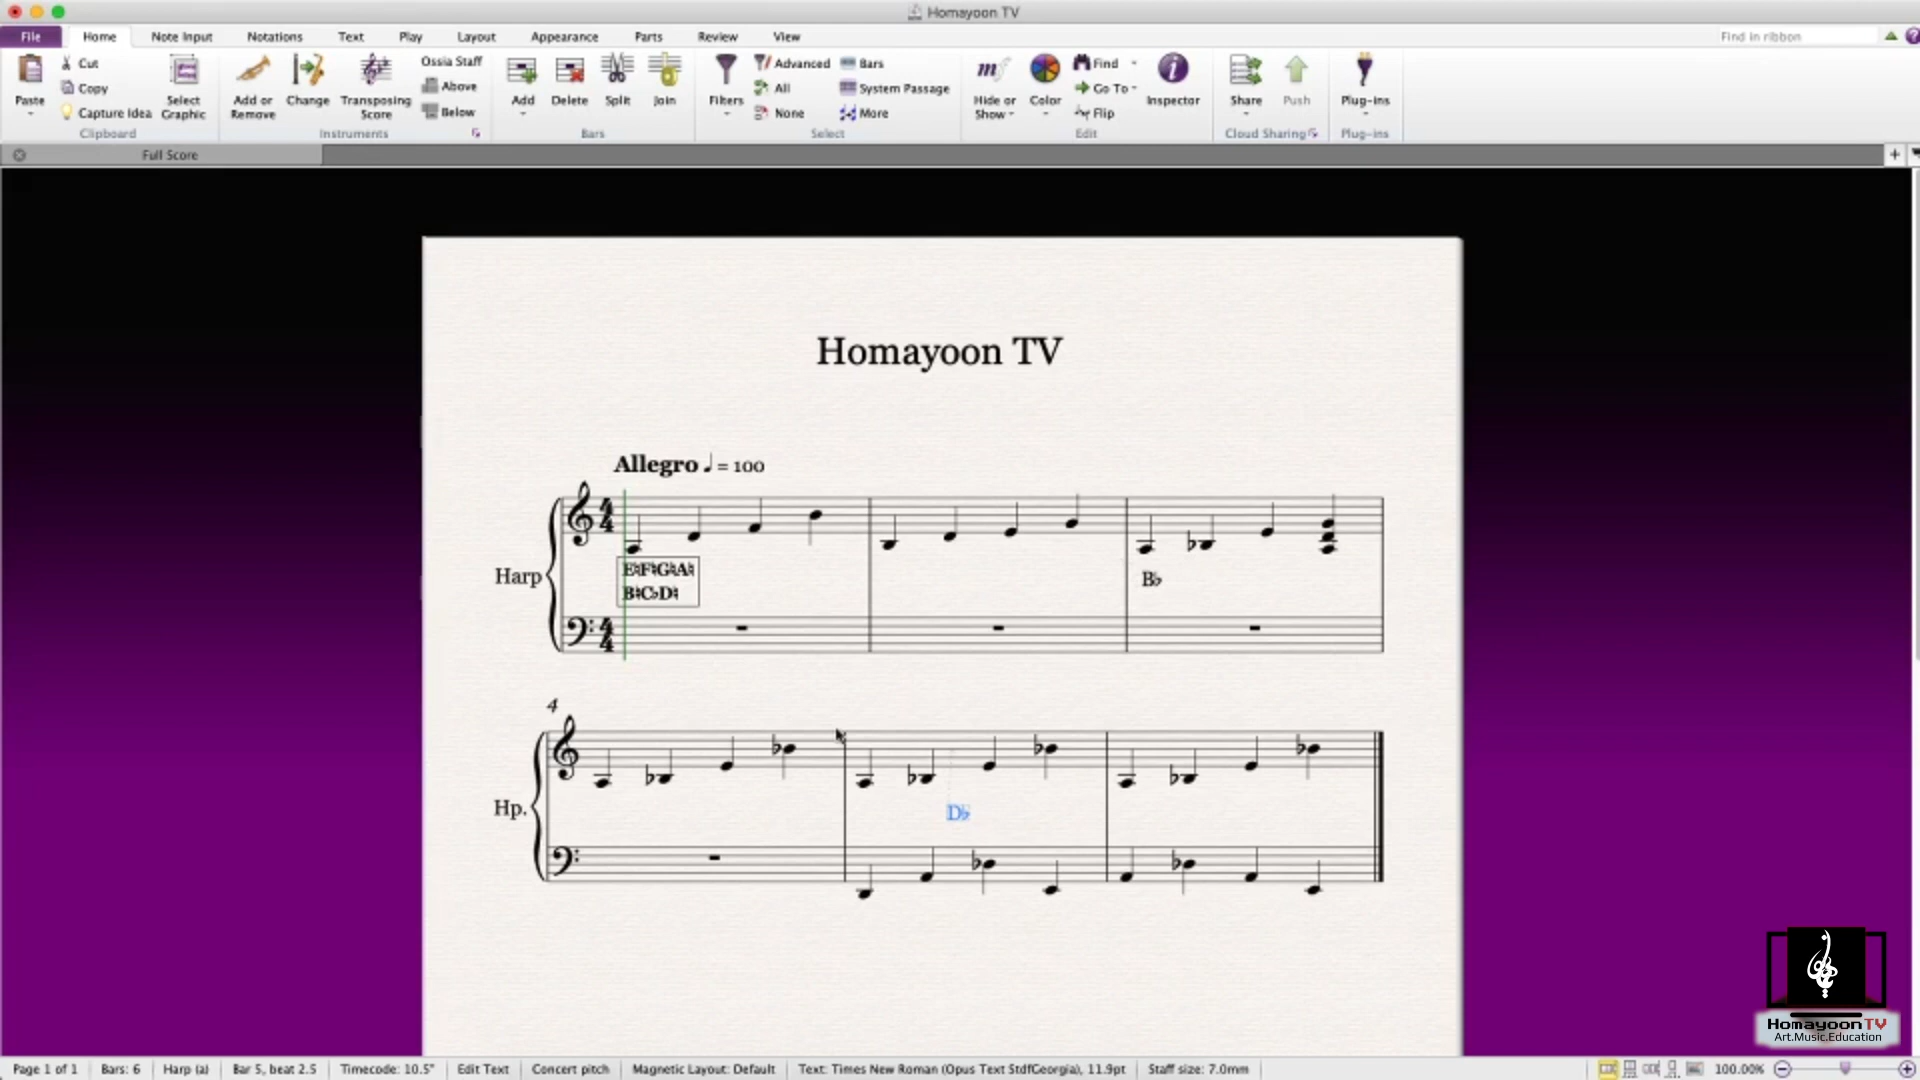 Homayoon TV
File Home Note Input Notations Text Play Layout Appearance Parts Review View Find in ribbon
Paste Cut Copy Capture Idea Clipboard
Select Graphic
Add or Remove Change Transposing Score Ossia Staff Above Below Instruments
Add Delete Split Join Bars
Filters Advanced All None Bars System Passage More Select
Hide or Show Color Find Go To Flip Inspector Edit
Share Push Cloud Sharing
Plug-ins Plug-ins
Full Score
Homayoon TV
Allegro ♩ = 100
Harp
E♮F♮G♮A♮
B♮C♭D♮
B♭
4
Hp.
D♭
HomayoonTV
Art.Music.Education
Page 1 of 1 Bars: 6 Harp (a) Bar 5, beat 2.5 Timecode: 10.5" Edit Text Concert pitch Magnetic Layout: Default Text: Times New Roman (Opus Text StdfGeorgia), 11.9pt Staff size: 7.0mm 100.00%